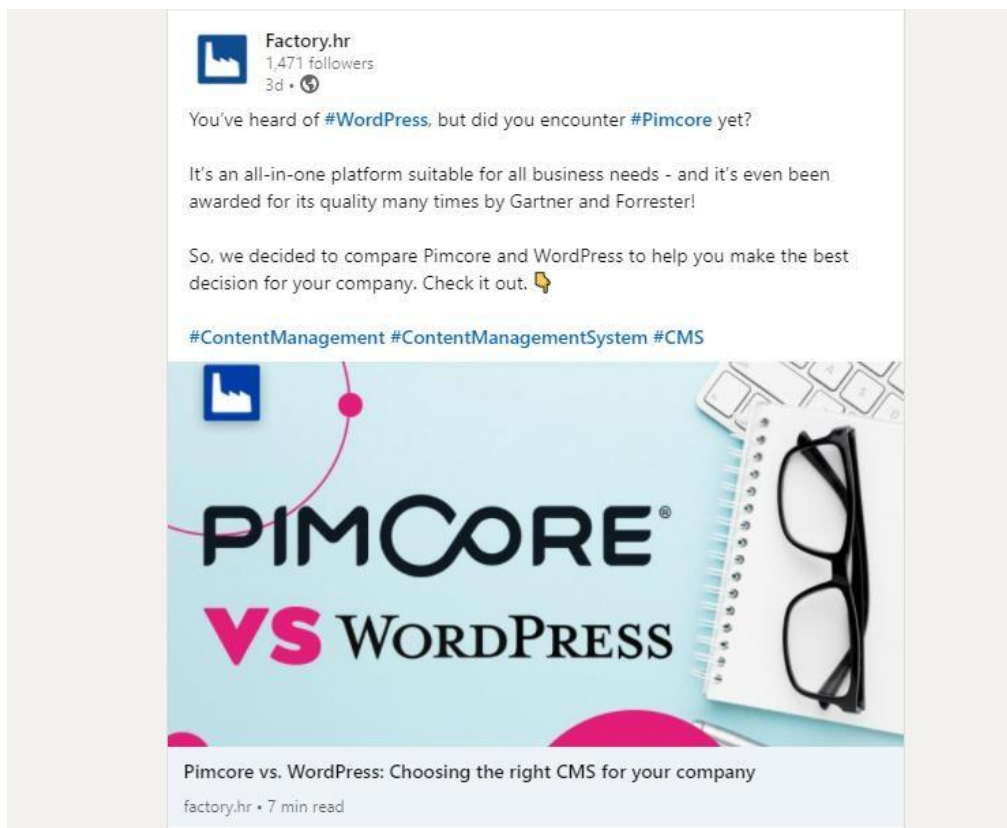 Factory.hr
1,471 followers
3d •
You've heard of #WordPress, but did you encounter #Pimcore yet?
It's an all-in-one platform suitable for all business needs - and it's even been
awarded for its quality many times by Gartner and Forrester!
So, we decided to compare Pimcore and WordPress to help you make the best
decision for your company. Check it out. 👇
#ContentManagement #ContentManagementSystem #CMS
PIMCORE®
VS WORDPRESS
Pimcore vs. WordPress: Choosing the right CMS for your company
factory.hr • 7 min read